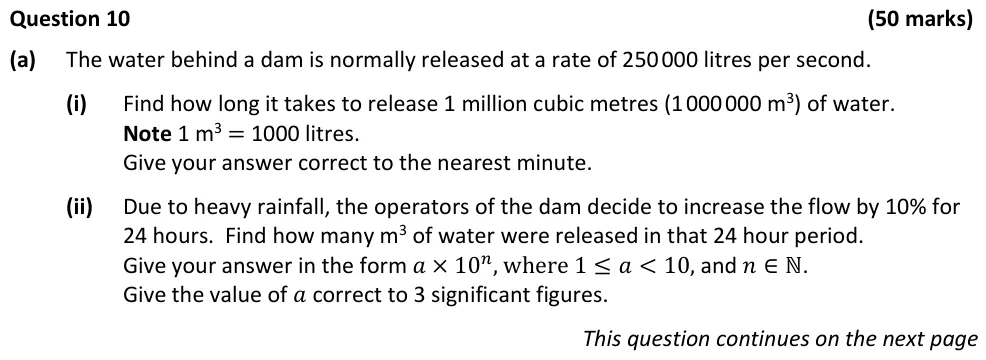 Question 10 (50 marks)
(a) The water behind a dam is normally released at a rate of 250 000 litres per second.
(i) Find how long it takes to release 1 million cubic metres (1 000 000 m³) of water.
Note 1 m³ = 1000 litres.
Give your answer correct to the nearest minute.
(ii) Due to heavy rainfall, the operators of the dam decide to increase the flow by 10% for
24 hours. Find how many m³ of water were released in that 24 hour period.
Give your answer in the form a × 10ⁿ, where 1 ≤ a < 10, and n ∈ ℕ.
Give the value of a correct to 3 significant figures.
This question continues on the next page